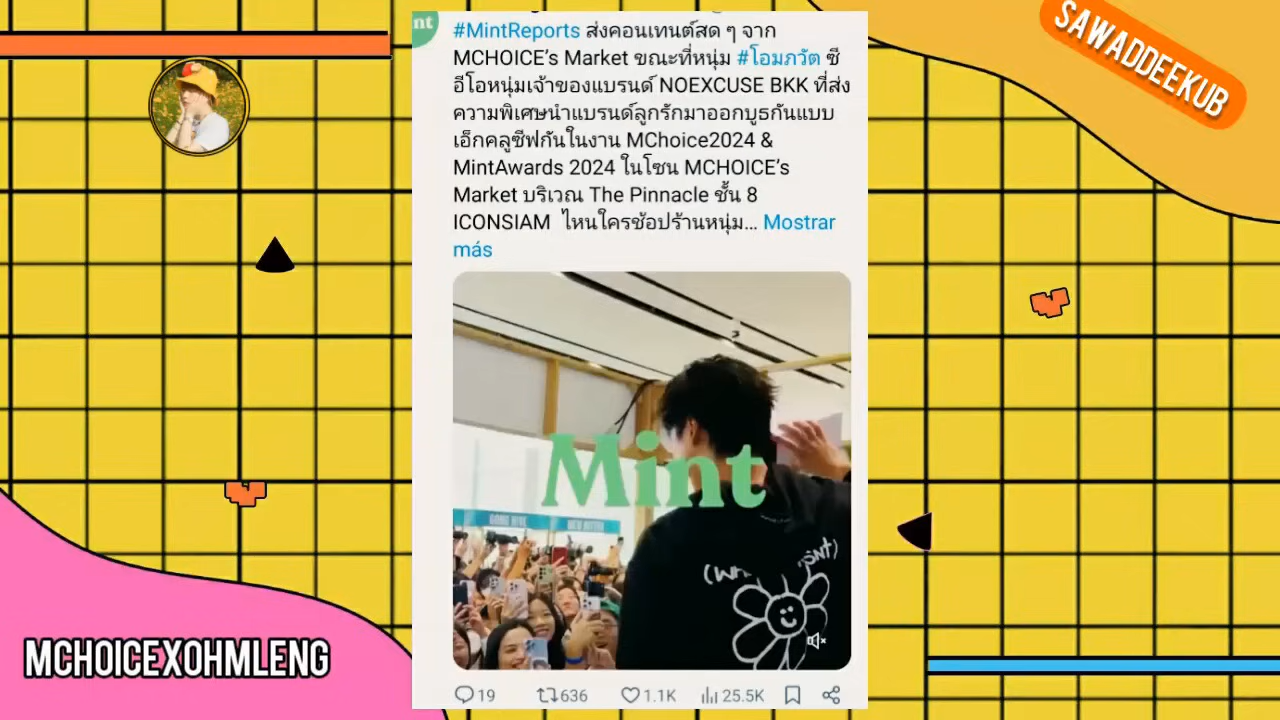 nt
#MintReports ส่งคอนเทนต์สด ๆ จาก
MCHOICE’s Market ขณะที่หนุ่ม #โอมภวัต ซี
อีโอหนุ่มเจ้าของแบรนด์ NOEXCUSE BKK ที่ส่ง
ความพิเศษนำแบรนด์ลูกรักมาออกบูธกันแบบ
เอ็กคลูซีฟกันในงาน MChoice2024 &
MintAwards 2024 ในโซน MCHOICE’s
Market บริเวณ The Pinnacle ชั้น 8
ICONSIAM ไหนใครช้อปร้านหนุ่ม... Mostrar
más
SAWADDEEKUB
Mint
19 636 1.1K 25.5K
MCHOICEXOHMLENG